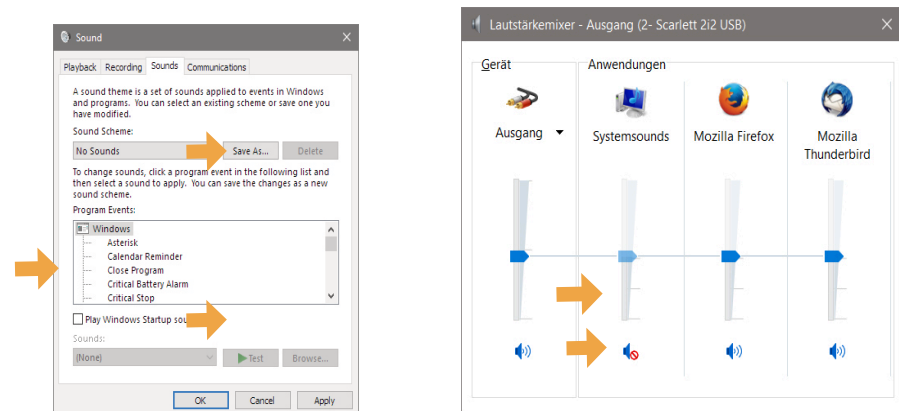 Sound
Playback Recording Sounds Communications
A sound theme is a set of sounds applied to events in Windows
and programs. You can select an existing scheme or save one you
have modified.
Sound Scheme:
No Sounds Save As... Delete
To change sounds, click a program event in the following list and
then select a sound to apply. You can save the changes as a new
sound scheme.
Program Events:
Windows
Asterisk
Calendar Reminder
Close Program
Critical Battery Alarm
Critical Stop
Play Windows Startup sou
Sounds:
(None) Test Browse...
OK Cancel Apply
Lautstärkemixer - Ausgang (2- Scarlett 2i2 USB)
Gerät Anwendungen
Ausgang Systemsounds Mozilla Firefox Mozilla
Thunderbird